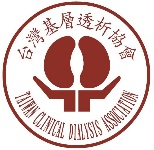 台灣基層透析協會
TAIWAN CLINICAL DIALYSIS ASSOCIATION